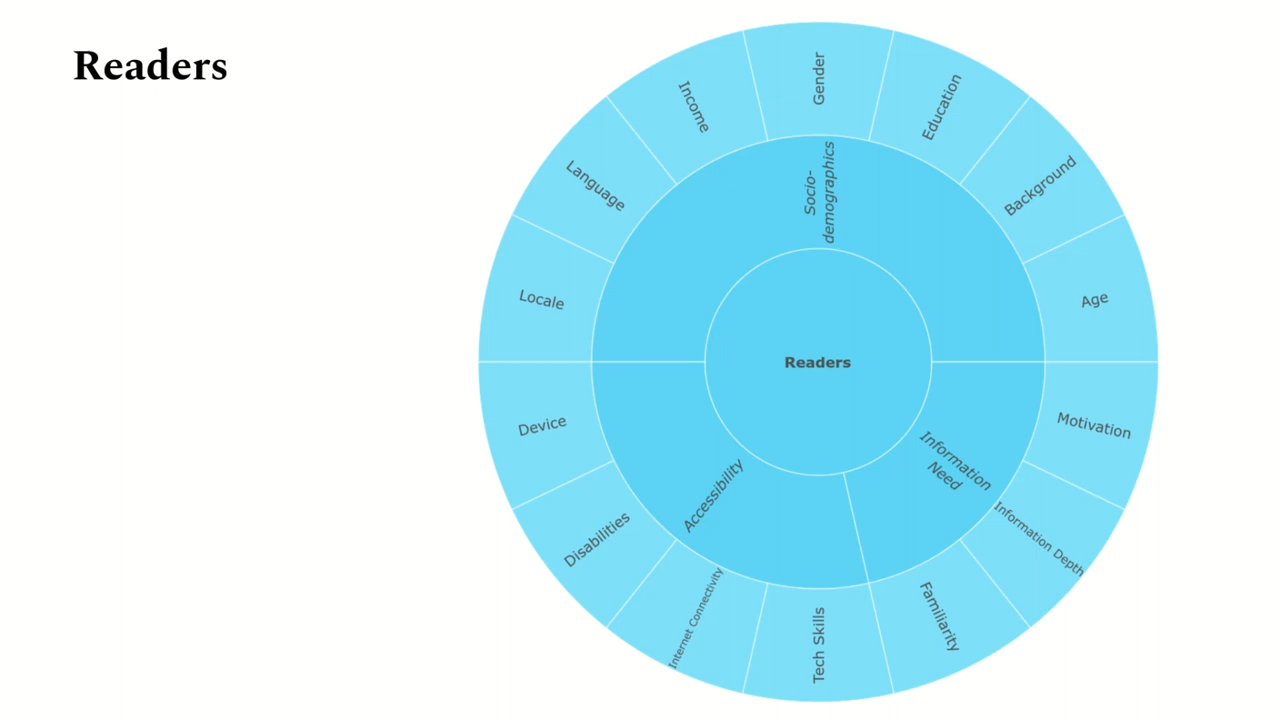 Readers
Gender
Education
Background
Age
Motivation
Information Depth
Familiarity
Tech Skills
Internet Connectivity
Disabilities
Device
Locale
Language
Income
Socio-
demographics
Information
Need
Accessibility
Readers